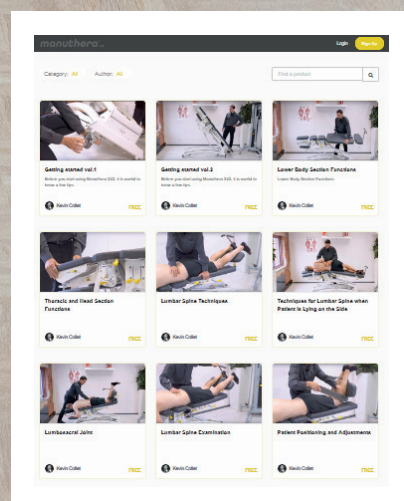 manuthera
Login
Sign Up
Category: All
Author: All
Find a product
Getting started vol.1
Before you start using Manuthera 242, it is useful to
know a few tips.
Kevin Collet
FREE
Getting started vol.2
Before you start using Manuthera 242, it is useful to
know a few tips.
Kevin Collet
FREE
Lower Body Section Functions
Lower Body Section Functions
Kevin Collet
FREE
Thoracic and Head Section
Functions
Kevin Collet
FREE
Lumbar Spine Techniques
Kevin Collet
FREE
Techniques for Lumbar Spine when
Patient is Lying on the Side
Kevin Collet
FREE
Lumbosacral Joint
Kevin Collet
FREE
Lumbar Spine Examination
Kevin Collet
FREE
Patient Positioning and Adjustments
Kevin Collet
FREE